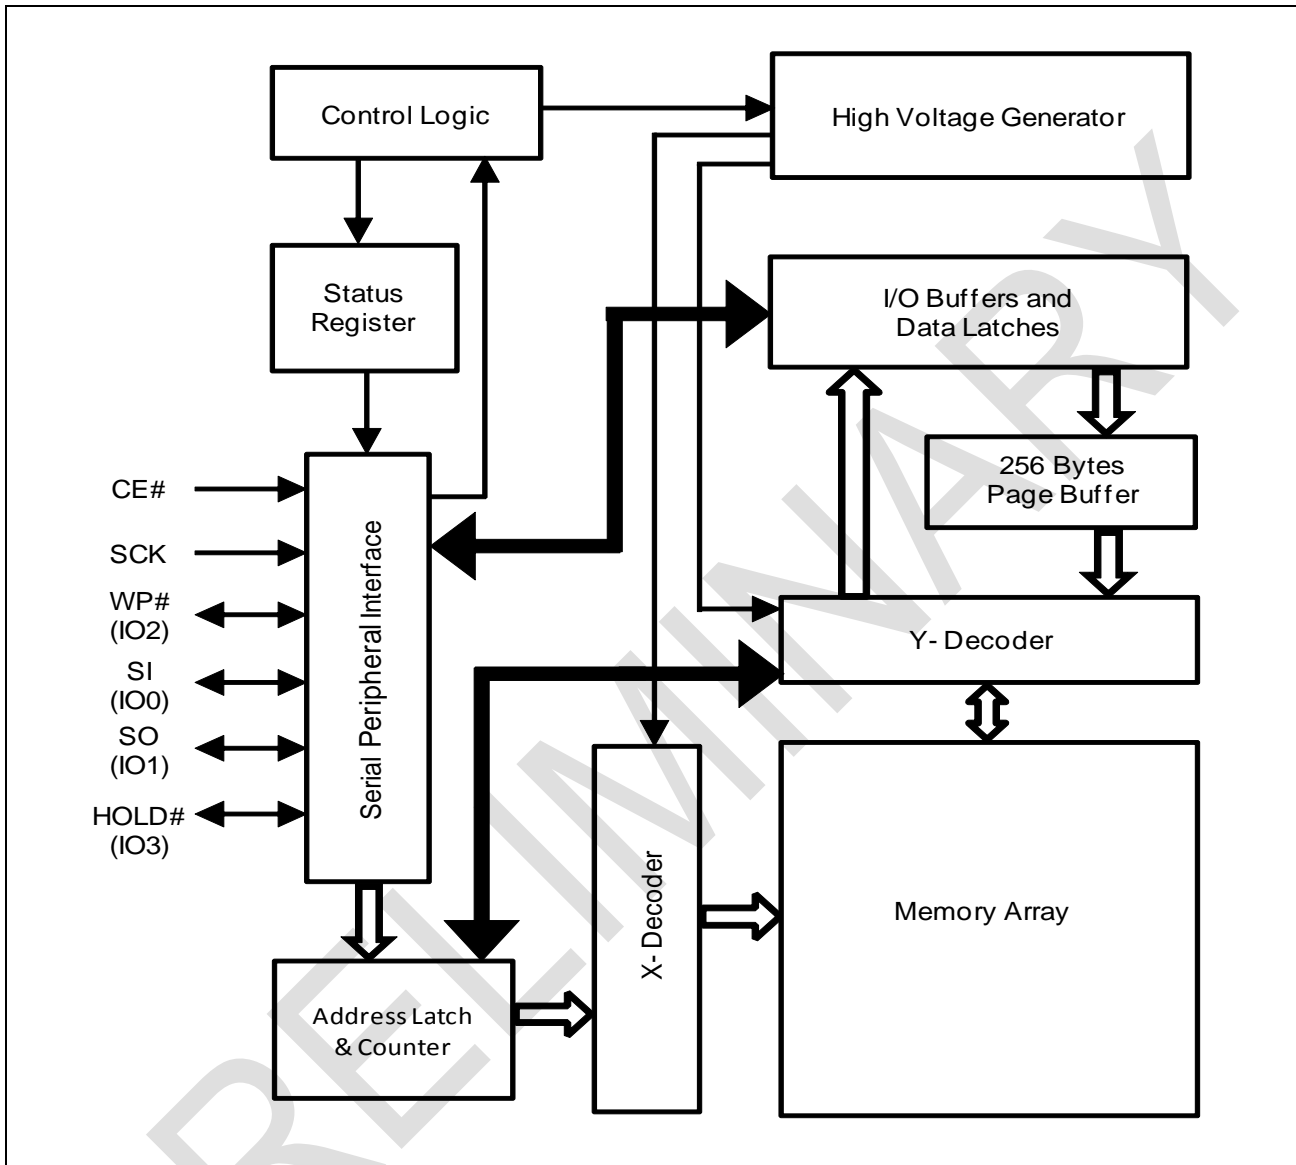 Control Logic
High Voltage Generator
Status
Register
I/O Buffers and
Data Latches
256 Bytes
Page Buffer
CE#
SCK
WP#
(IO2)
SI
(IO0)
SO
(IO1)
HOLD#
(IO3)
Serial Peripheral Interface
Y- Decoder
X- Decoder
Memory Array
Address Latch
& Counter
RELIMINARY